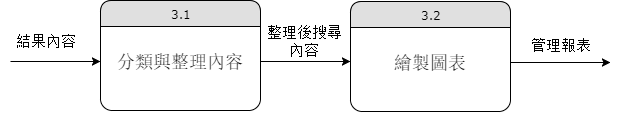 3.1
3.2
結果內容
分類與整理內容
整理後搜尋
內容
繪製圖表
管理報表